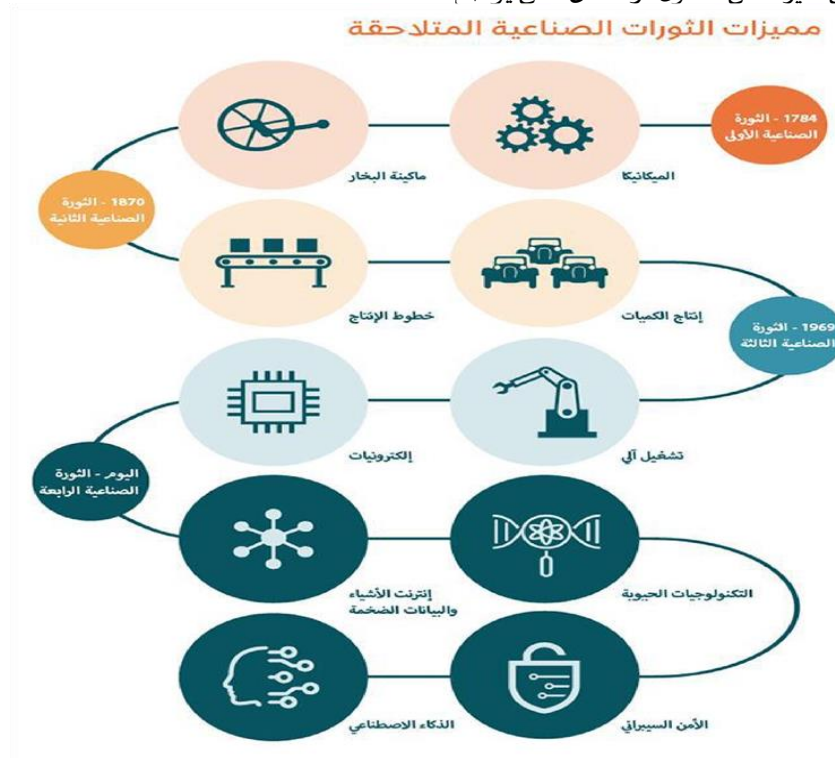 مميزات الثورات الصناعية المتلاحقة
1784 - الثورة
الصناعية الأولى
الميكانيكا
ماكينة البخار
1870 - الثورة
الصناعية الثانية
خطوط الإنتاج
إنتاج الكميات
1969 - الثورة
الصناعية الثالثة
تشغيل آلي
إلكترونيات
اليوم - الثورة
الصناعية الرابعة
إنترنت الأشياء
والبيانات الضخمة
التكنولوجيات الحيوية
الأمن السيبراني
الذكاء الاصطناعي